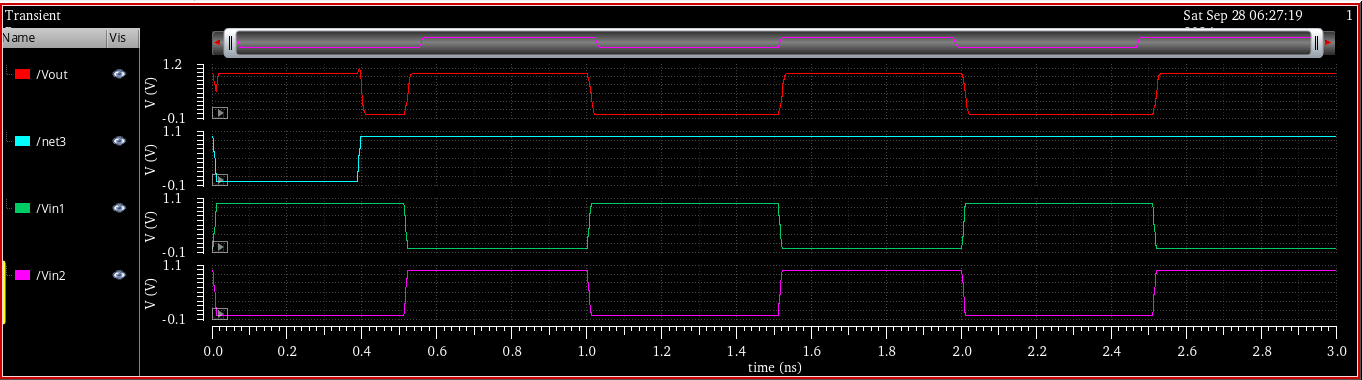 Transient Sat Sep 28 06:27:19 1
Name Vis
/Vout
/net3
/Vin1
/Vin2
V (V) 1.2 -0.1
V (V) 1.1 -0.1
V (V) 1.1 -0.1
V (V) 1.1 -0.1
0.0 0.2 0.4 0.6 0.8 1.0 1.2 1.4 1.6 1.8 2.0 2.2 2.4 2.6 2.8 3.0
time (ns)